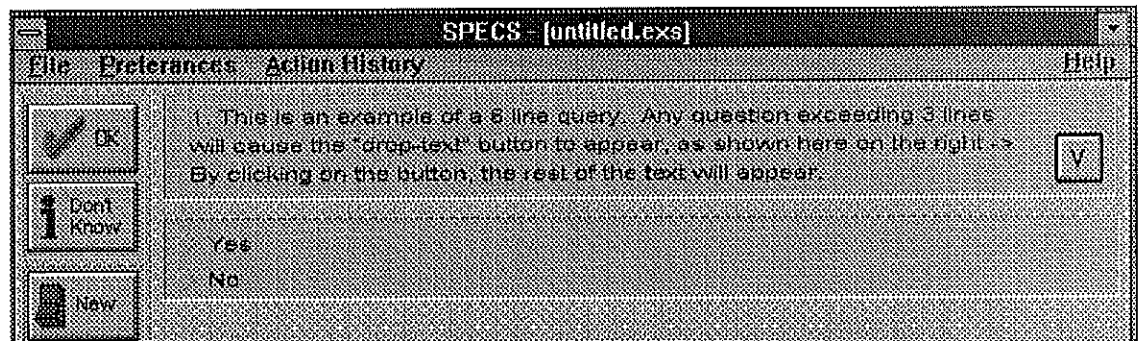 SPECS - [untitled.exs]
File Preferances Action History Help
OK
1. This is an example of a 6 line query. Any question exceeding 3 lines
will cause the "drop-text" button to appear, as shown here on the right ->
By clicking on the button, the rest of the text will appear.
V
Don't
Know
Yes
No
New